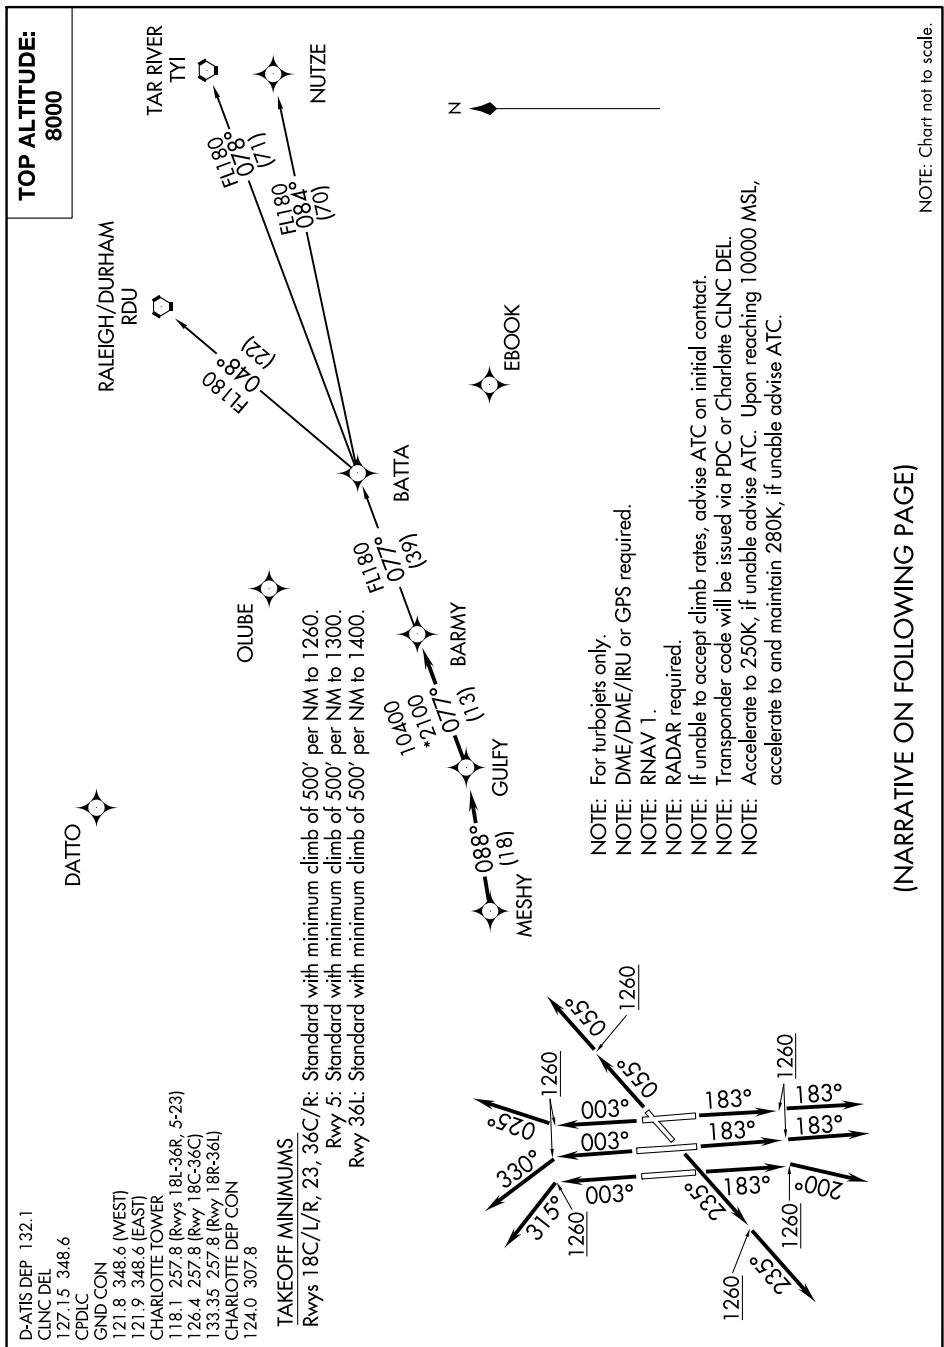 TOP ALTITUDE:
8000
D-ATIS DEP 132.1
CLNC DEL
127.15 348.6
CPDLC
GND CON
121.8 348.6 (WEST)
121.9 348.6 (EAST)
CHARLOTTE TOWER
118.1 257.8 (Rwys 18L-36R, 5-23)
126.4 257.8 (Rwy 18C-36C)
133.35 257.8 (Rwy 18R-36L)
CHARLOTTE DEP CON
124.0 307.8
TAKEOFF MINIMUMS
Rwys 18C/L/R, 23, 36C/R: Standard with minimum climb of 500' per NM to 1260.
Rwy 5: Standard with minimum climb of 500' per NM to 1300.
Rwy 36L: Standard with minimum climb of 500' per NM to 1400.
DATTO
OLUBE
RALEIGH/DURHAM
RDU
TAR RIVER
TYI
NUTZE
FL180
048°
(22)
FL180
078°
(71)
FL180
084°
(70)
N
BATTA
EBOOK
FL180
077°
(39)
BARMY
10400
*2100
077°
(13)
GULFY
088°
(18)
MESHY
315°
330°
025°
1260
1260
003°
003°
003°
055°
055°
1260
235°
235°
1260
183°
183°
183°
1260
1260
200°
183°
183°
NOTE: For turbojets only.
NOTE: DME/DME/IRU or GPS required.
NOTE: RNAV 1.
NOTE: RADAR required.
NOTE: If unable to accept climb rates, advise ATC on initial contact.
NOTE: Transponder code will be issued via PDC or Charlotte CLNC DEL.
NOTE: Accelerate to 250K, if unable advise ATC. Upon reaching 10000 MSL,
accelerate to and maintain 280K, if unable advise ATC.
(NARRATIVE ON FOLLOWING PAGE)
NOTE: Chart not to scale.